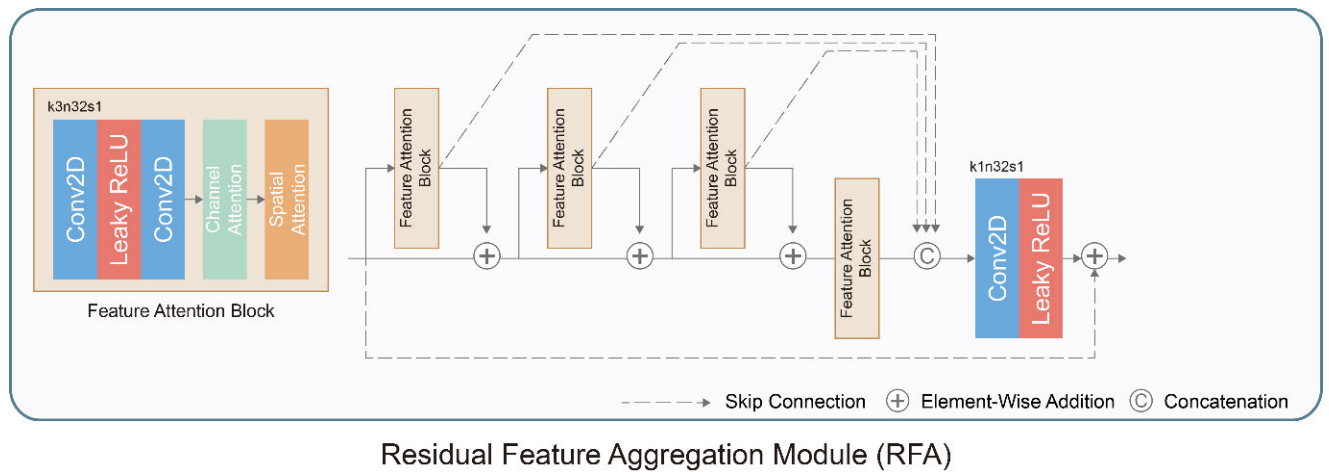 k3n32s1
Conv2D
Leaky ReLU
Conv2D
Channel
Attention
Spatial
Attention
Feature Attention Block
Feature Attention
Block
Feature Attention
Block
Feature Attention
Block
Feature Attention
Block
C
k1n32s1
Conv2D
Leaky ReLU
Skip Connection
Element-Wise Addition
C Concatenation
Residual Feature Aggregation Module (RFA)